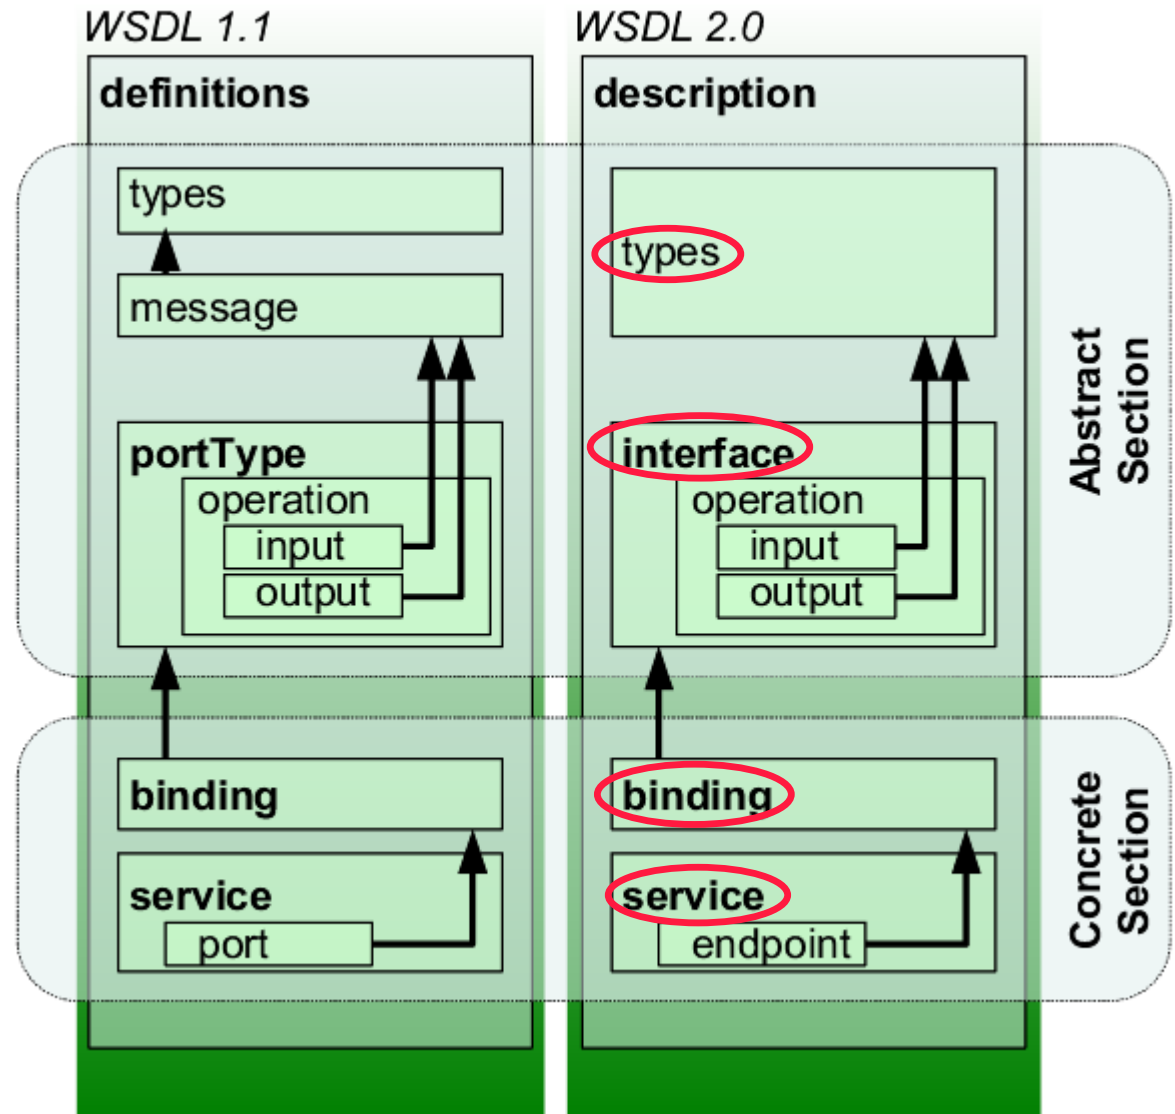 WSDL 1.1
definitions
types
message
portType
operation
input
output
binding
service
port
WSDL 2.0
description
types
interface
operation
input
output
binding
service
endpoint
Abstract
Section
Concrete
Section